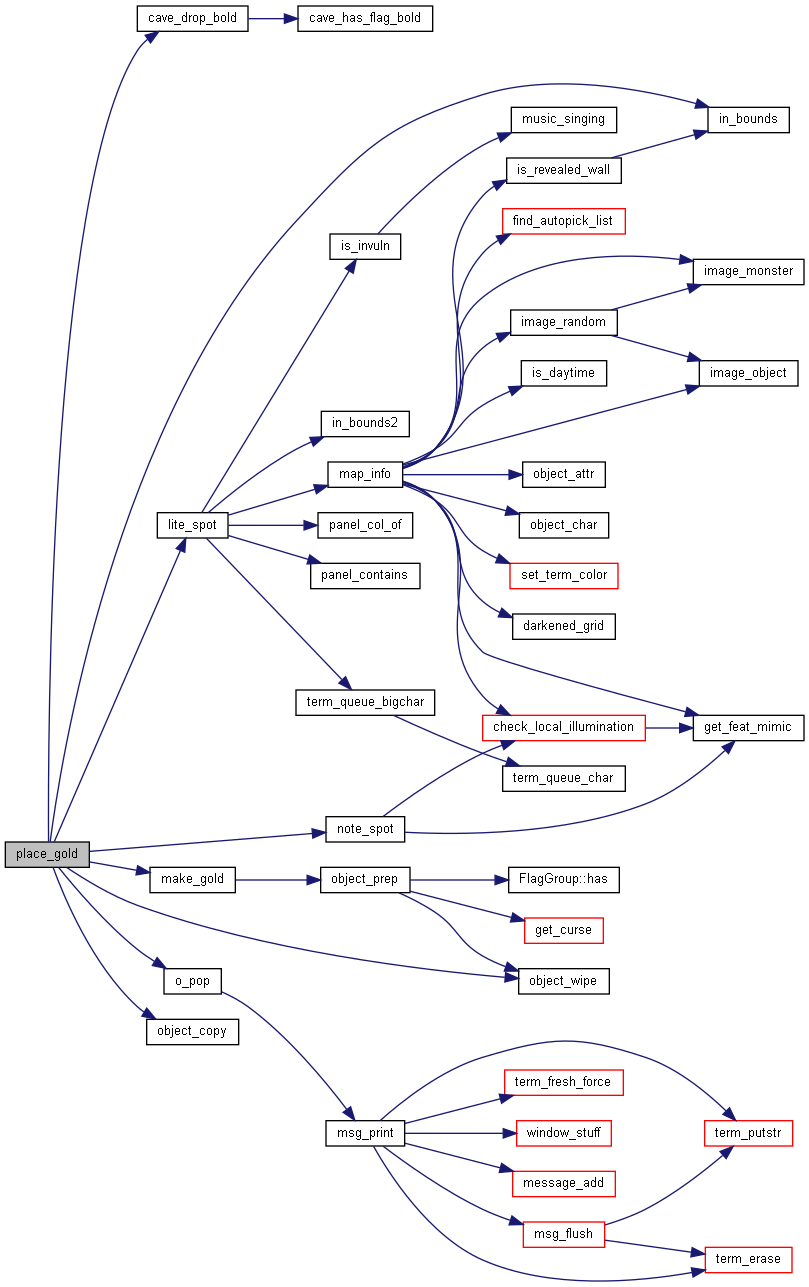 cave_drop_bold
cave_has_flag_bold
music_singing
in_bounds
is_revealed_wall
find_autopick_list
is_invuln
image_monster
image_random
is_daytime
image_object
in_bounds2
map_info
object_attr
lite_spot
panel_col_of
object_char
panel_contains
set_term_color
darkened_grid
term_queue_bigchar
check_local_illumination
get_feat_mimic
term_queue_char
note_spot
place_gold
make_gold
object_prep
FlagGroup::has
get_curse
o_pop
object_wipe
object_copy
term_fresh_force
msg_print
window_stuff
term_putstr
message_add
msg_flush
term_erase